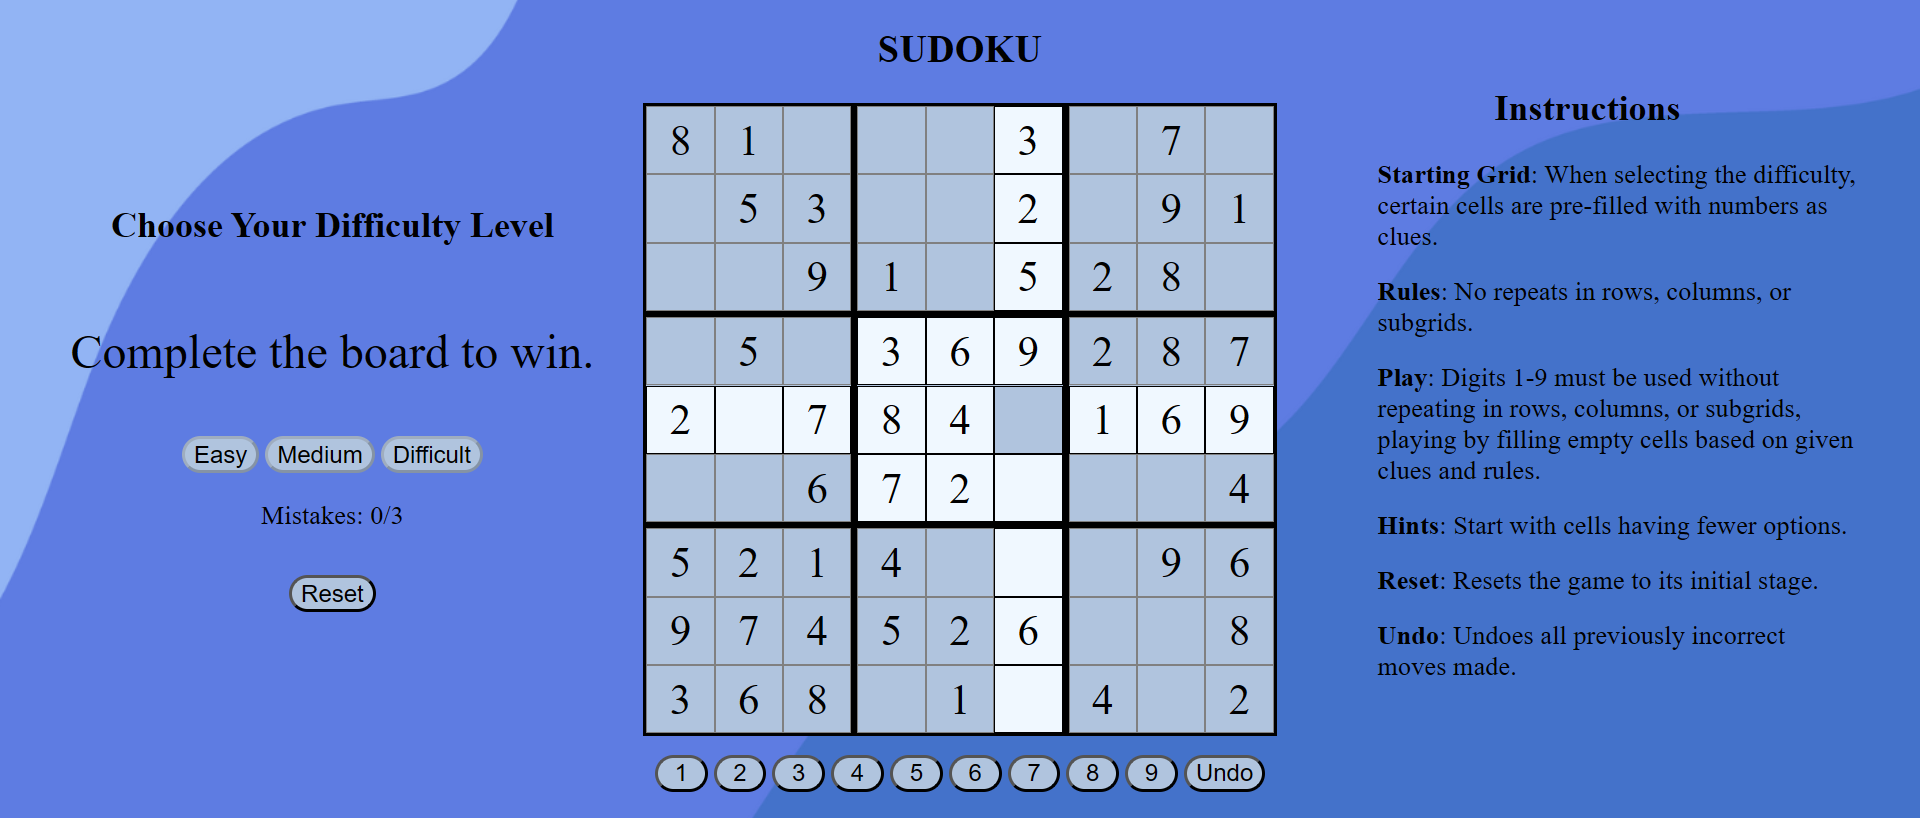 SUDOKU
Choose Your Difficulty Level
Complete the board to win.
Easy Medium Difficult
Mistakes: 0/3
Reset
8 1 3 7
5 3 2 9 1
9 1 5 2 8
5 3 6 9 2 8 7
2 7 8 4 1 6 9
6 7 2 4
5 2 1 4 9 6
9 7 4 5 2 6 8
3 6 8 1 4 2
1 2 3 4 5 6 7 8 9 Undo
Instructions
Starting Grid: When selecting the difficulty,
certain cells are pre-filled with numbers as
clues.
Rules: No repeats in rows, columns, or
subgrids.
Play: Digits 1-9 must be used without
repeating in rows, columns, or subgrids,
playing by filling empty cells based on given
clues and rules.
Hints: Start with cells having fewer options.
Reset: Resets the game to its initial stage.
Undo: Undoes all previously incorrect
moves made.